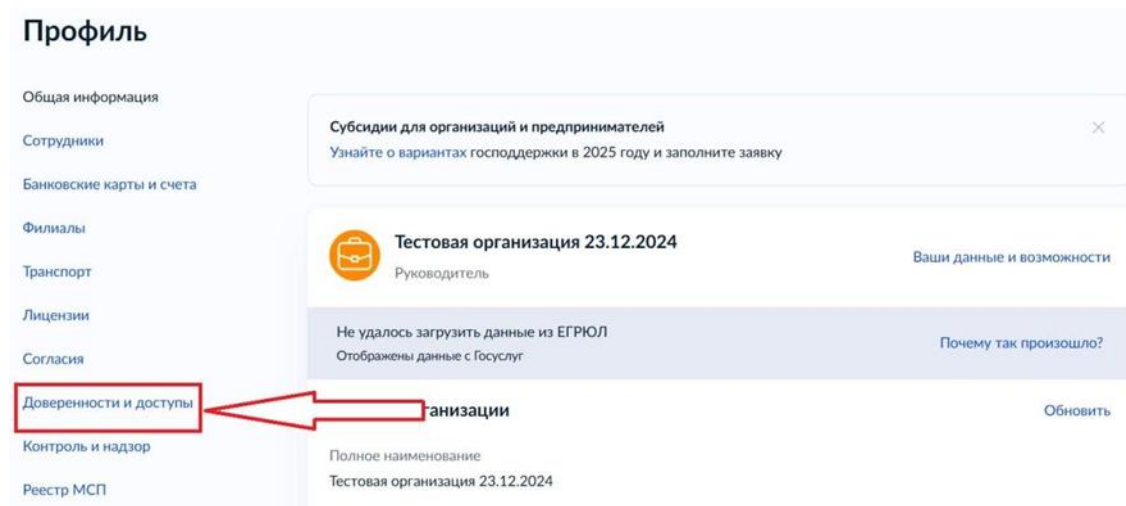 Профиль
Общая информация
Сотрудники
Банковские карты и счета
Филиалы
Транспорт
Лицензии
Согласия
Доверенности и доступы
Контроль и надзор
Реестр МСП
Субсидии для организаций и предпринимателей
Узнайте о вариантах господдержки в 2025 году и заполните заявку
Тестовая организация 23.12.2024
Руководитель
Ваши данные и возможности
Не удалось загрузить данные из ЕГРЮЛ
Отображены данные с Госуслуг
Почему так произошло?
ганизации
Обновить
Полное наименование
Тестовая организация 23.12.2024